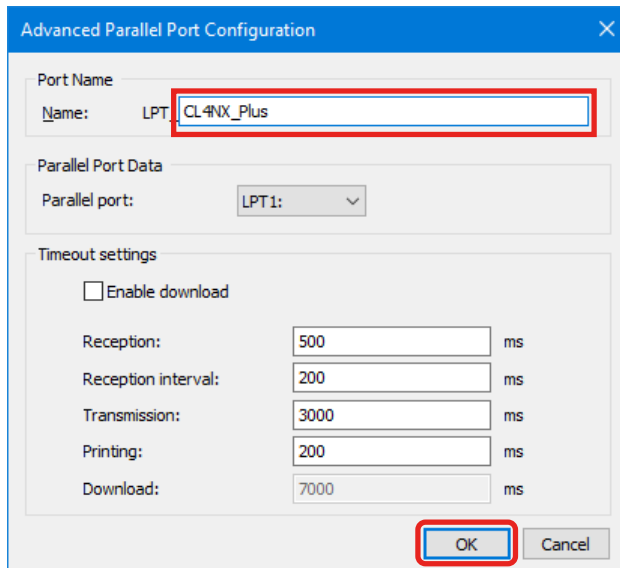 Advanced Parallel Port Configuration
Port Name
Name: LPT_ CL4NX_Plus
Parallel Port Data
Parallel port: LPT1:
Timeout settings
Enable download
Reception: 500 ms
Reception interval: 200 ms
Transmission: 3000 ms
Printing: 200 ms
Download: 7000 ms
OK Cancel